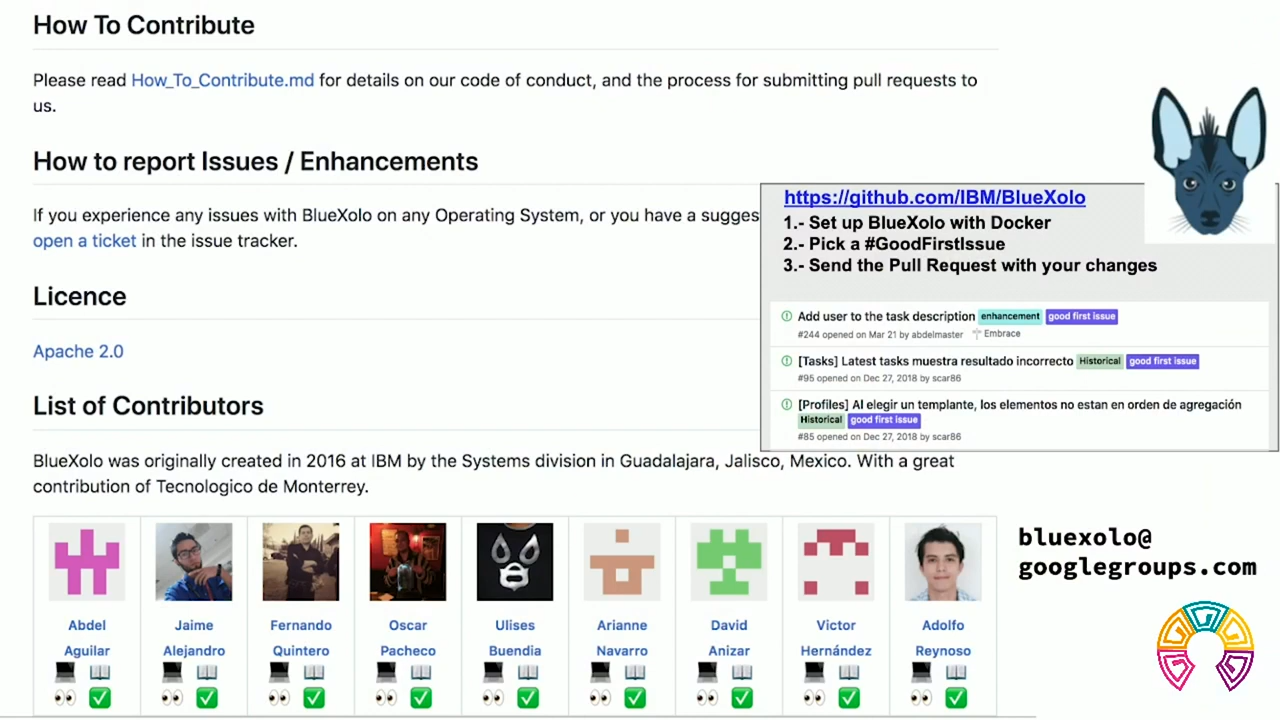 How To Contribute
Please read How_To_Contribute.md for details on our code of conduct, and the process for submitting pull requests to
us.
How to report Issues / Enhancements
If you experience any issues with BlueXolo on any Operating System, or you have a sugges
open a ticket in the issue tracker.
Licence
Apache 2.0
List of Contributors
BlueXolo was originally created in 2016 at IBM by the Systems division in Guadalajara, Jalisco, Mexico. With a great
contribution of Tecnologico de Monterrey.
Abdel Aguilar
Jaime Alejandro
Fernando Quintero
Oscar Pacheco
Ulises Buendia
Arianne Navarro
David Anizar
Victor Hernández
Adolfo Reynoso
https://github.com/IBM/BlueXolo
1.- Set up BlueXolo with Docker
2.- Pick a #GoodFirstIssue
3.- Send the Pull Request with your changes
Add user to the task description enhancement good first issue
#244 opened on Mar 21 by abdelmaster Embrace
[Tasks] Latest tasks muestra resultado incorrecto Historical good first issue
#95 opened on Dec 27, 2018 by scar86
[Profiles] Al elegir un templante, los elementos no estan en orden de agregación
Historical good first issue
#85 opened on Dec 27, 2018 by scar86
bluexolo@
googlegroups.com